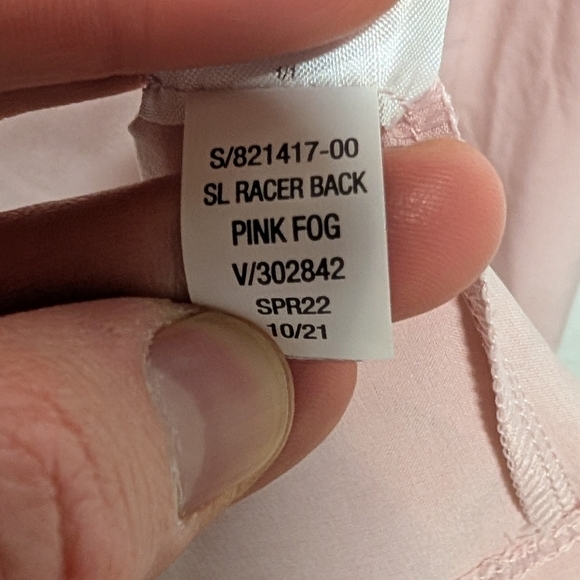 S/821417-00
SL RACER BACK
PINK FOG
V/302842
SPR22
10/21